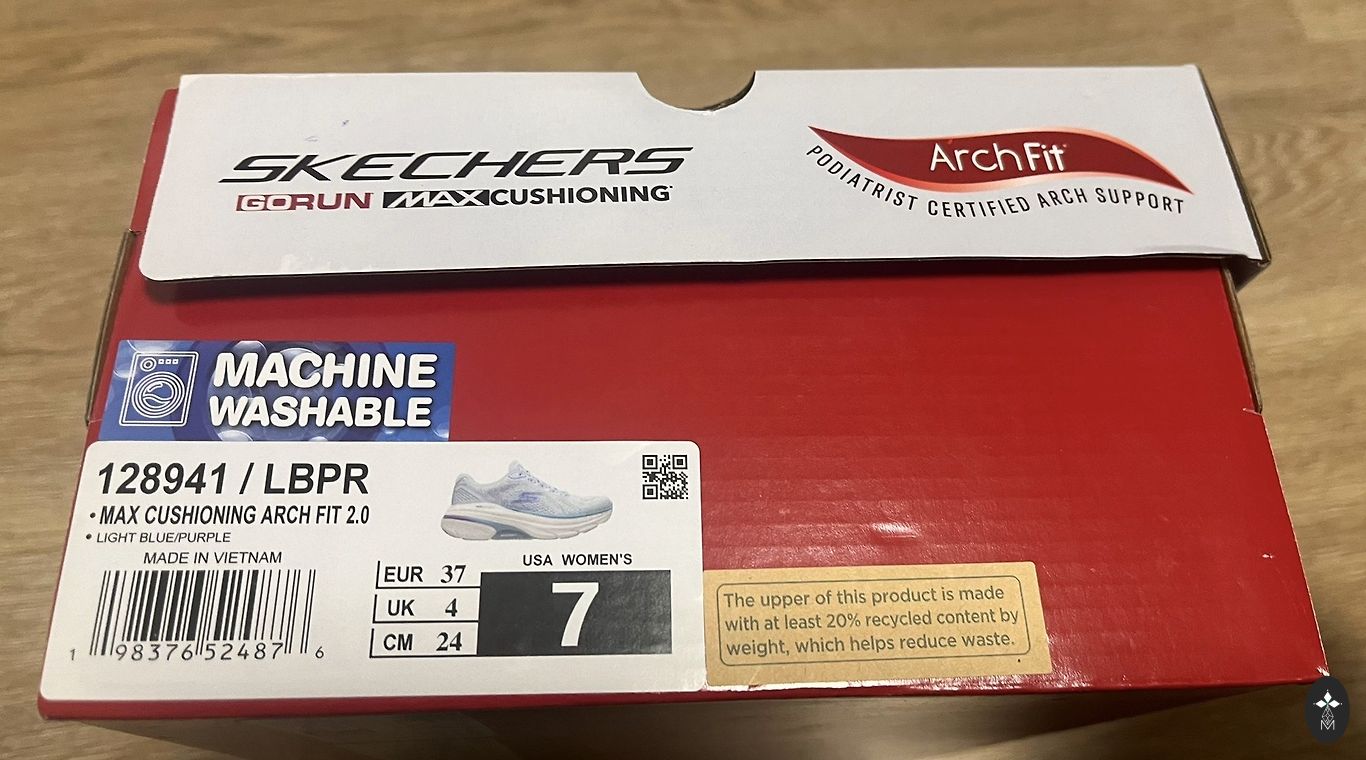 SKECHERS
GORUN MAX CUSHIONING
ArchFit
PODIATRIST CERTIFIED ARCH SUPPORT
MACHINE
WASHABLE
128941 / LBPR
• MAX CUSHIONING ARCH FIT 2.0
• LIGHT BLUE/PURPLE
MADE IN VIETNAM
1 98376 52487 6
EUR 37
UK 4
CM 24
USA WOMEN'S
7
The upper of this product is made
with at least 20% recycled content by
weight, which helps reduce waste.
M